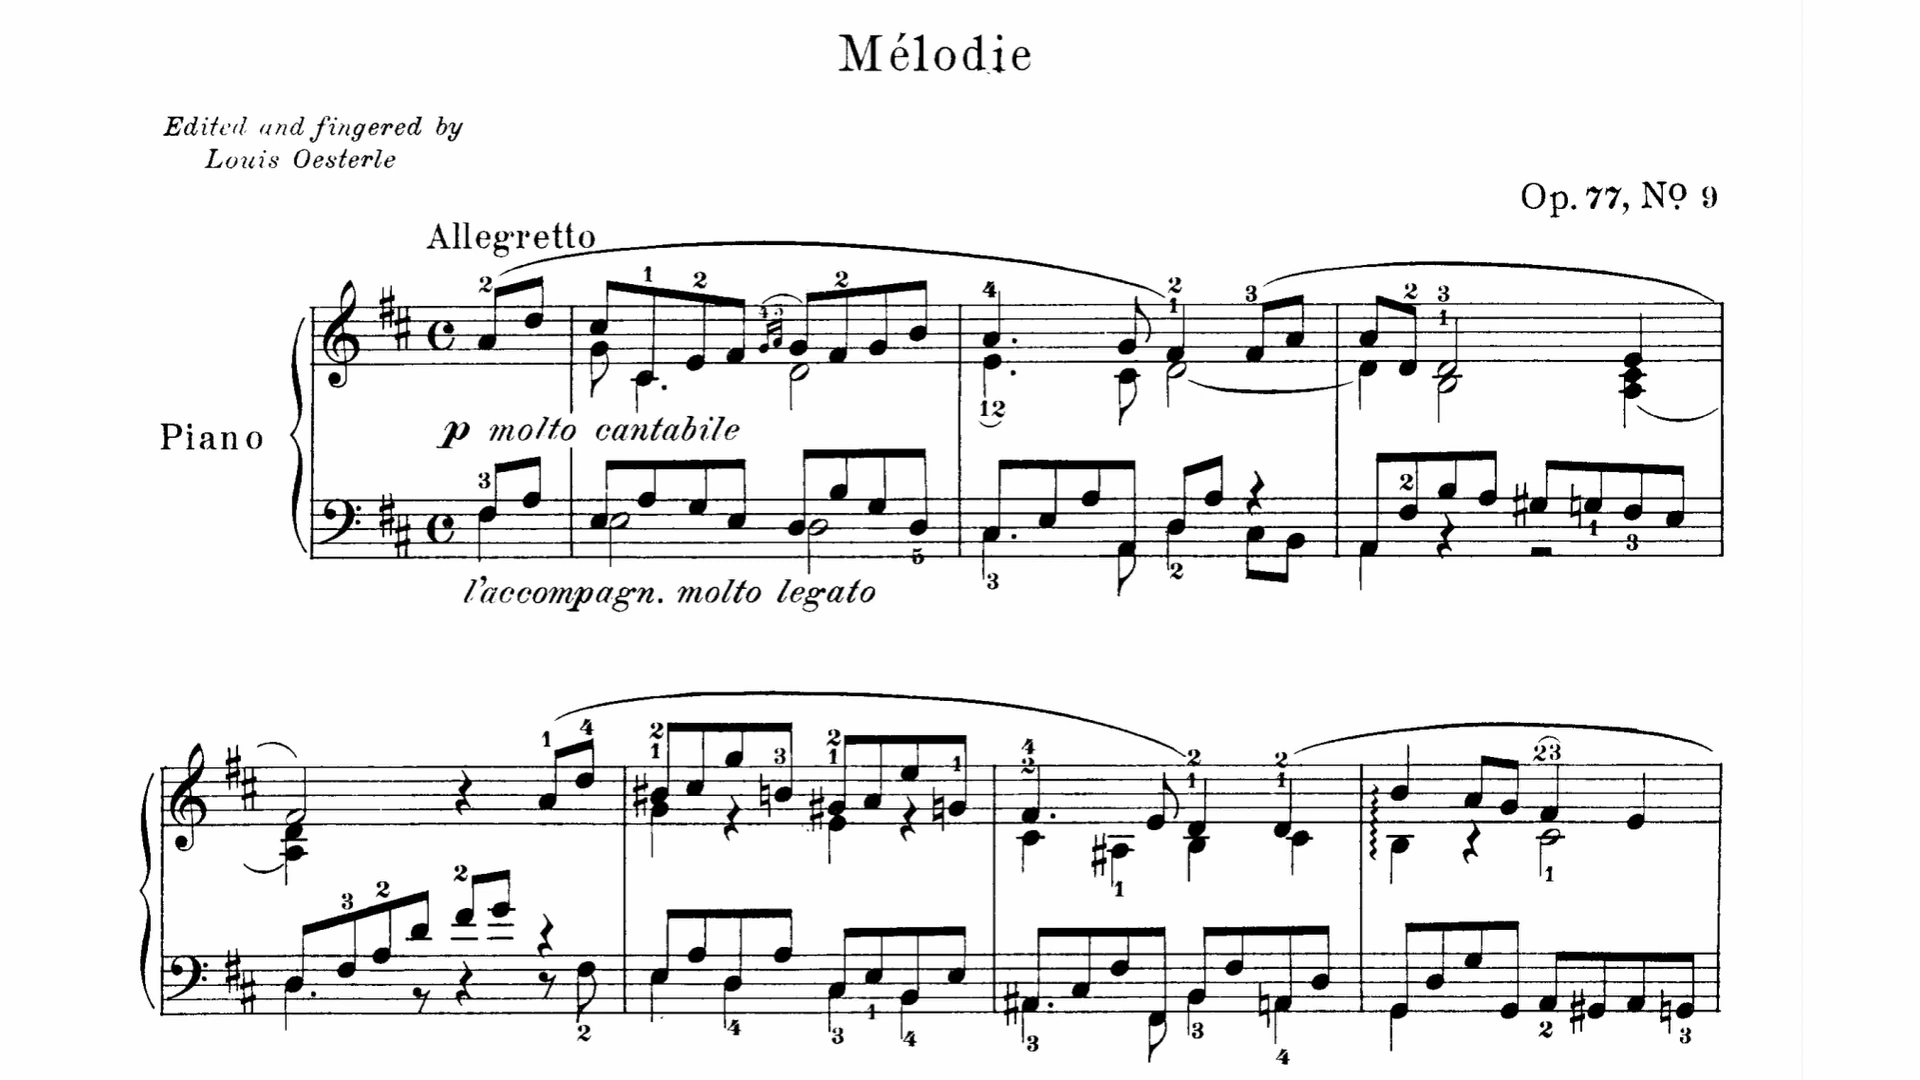 Mélodie
Edited and fingered by
Louis Oesterle
Op. 77, Nº 9
Allegretto
Piano
p molto cantabile
l'accompagn. molto legato